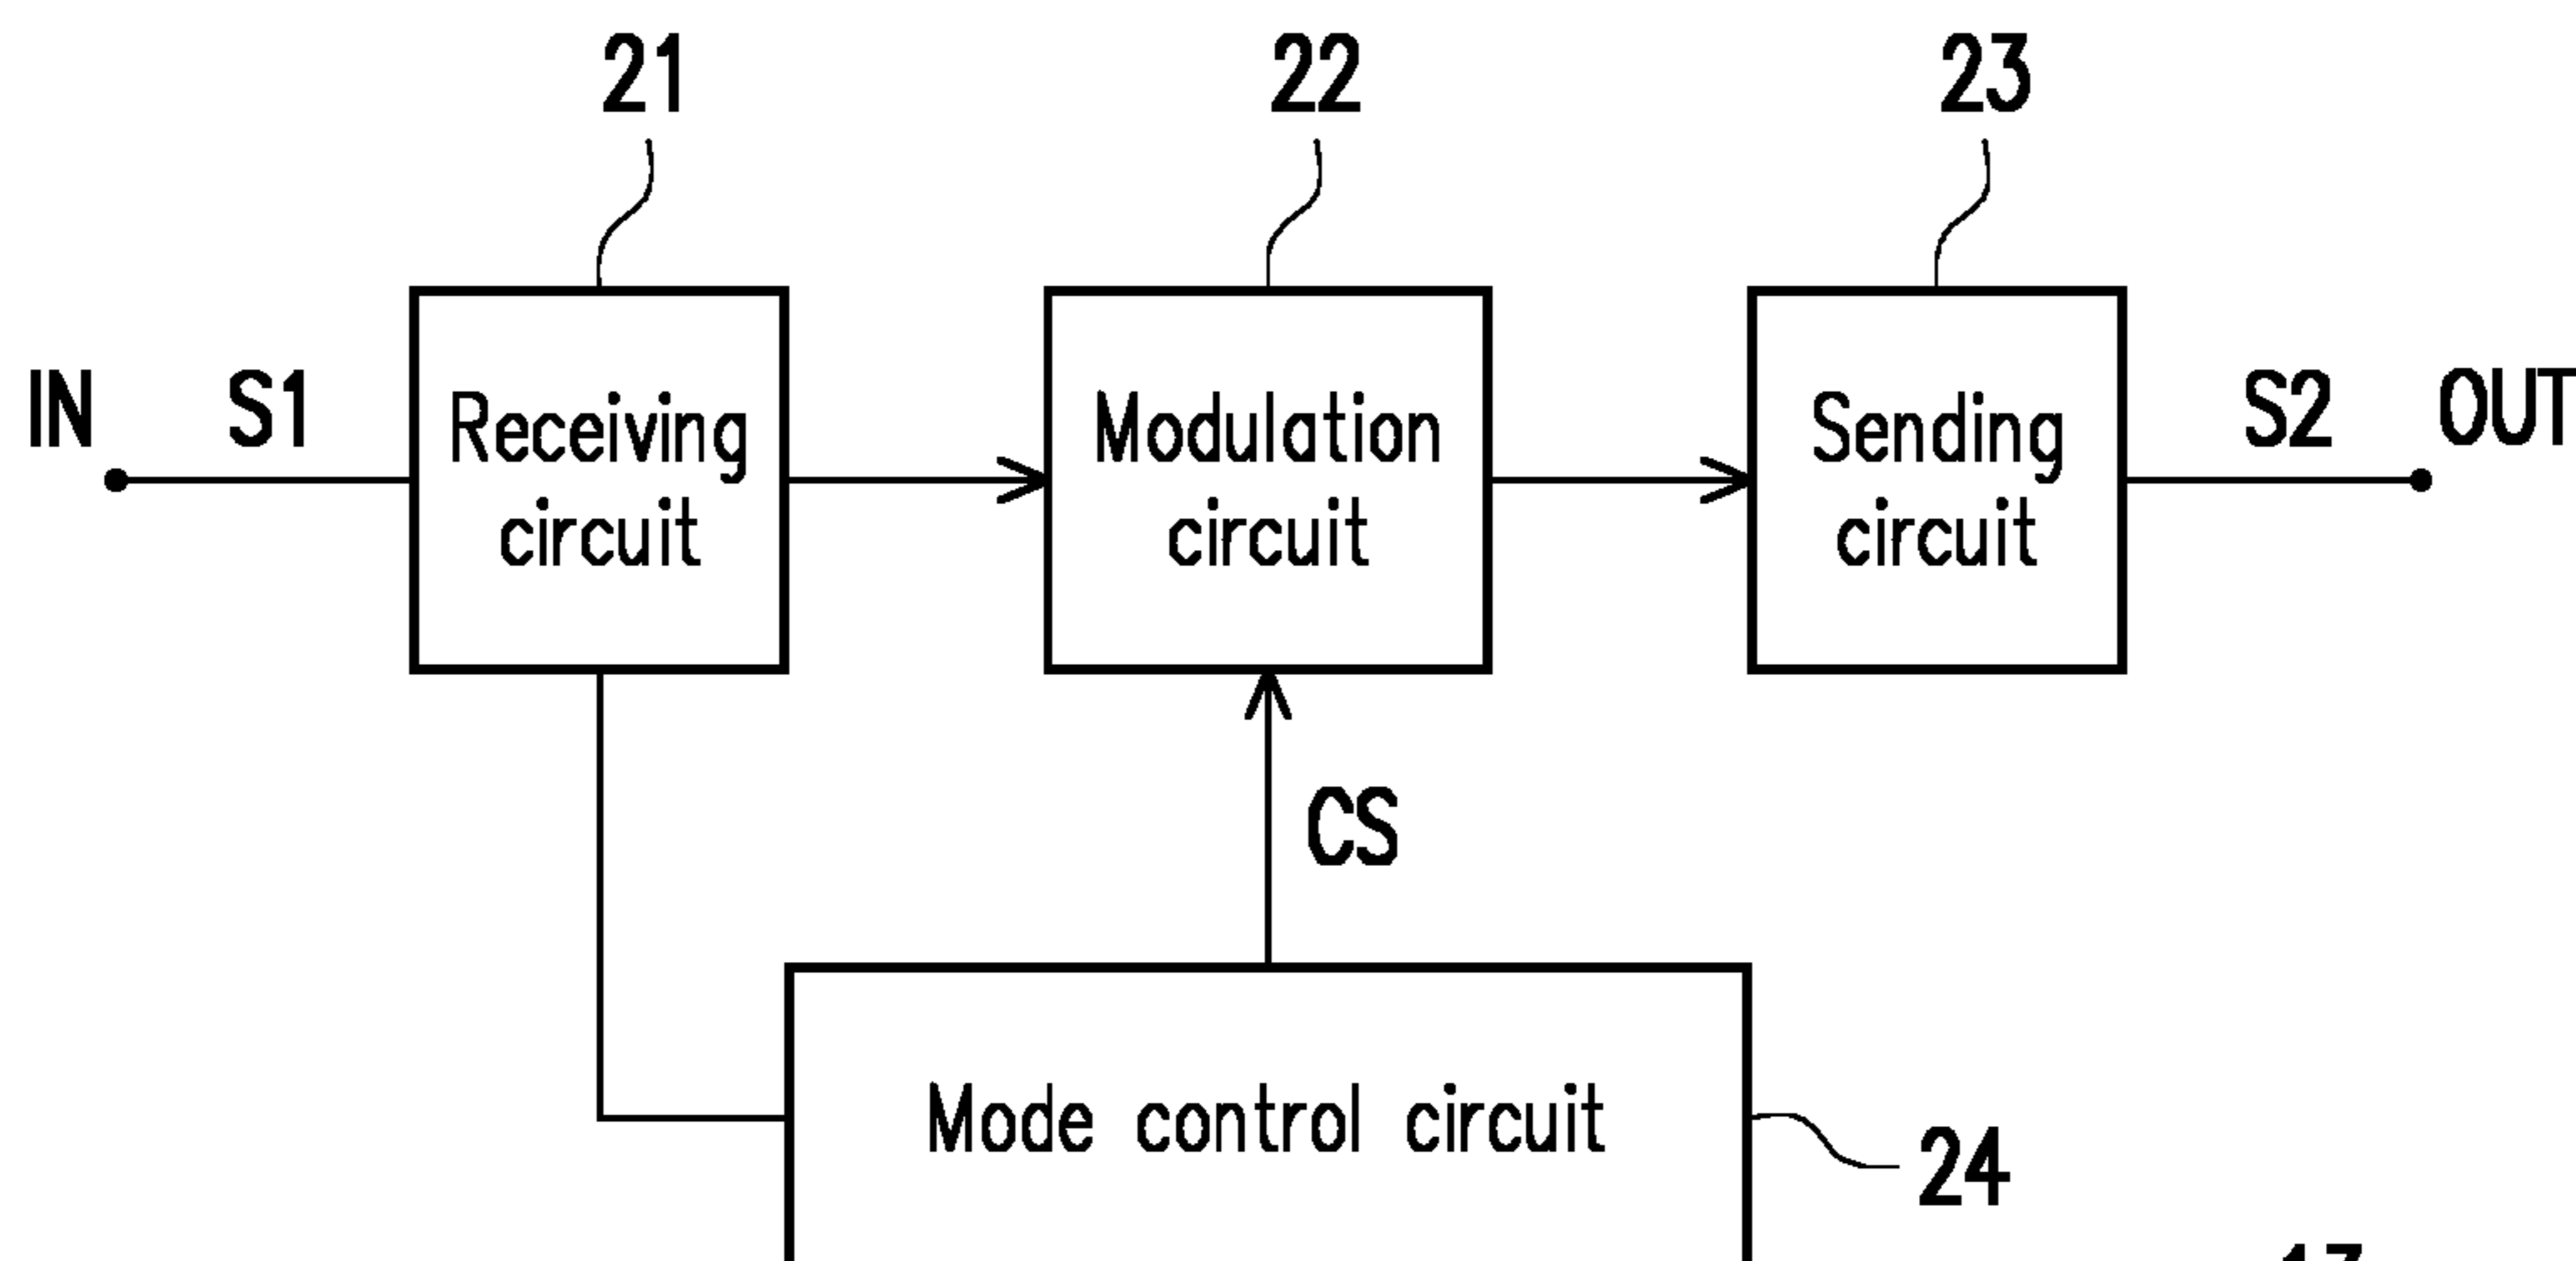 21
22
23
IN
S1
Receiving
circuit
Modulation
circuit
Sending
circuit
S2
OUT
CS
Mode control circuit
24